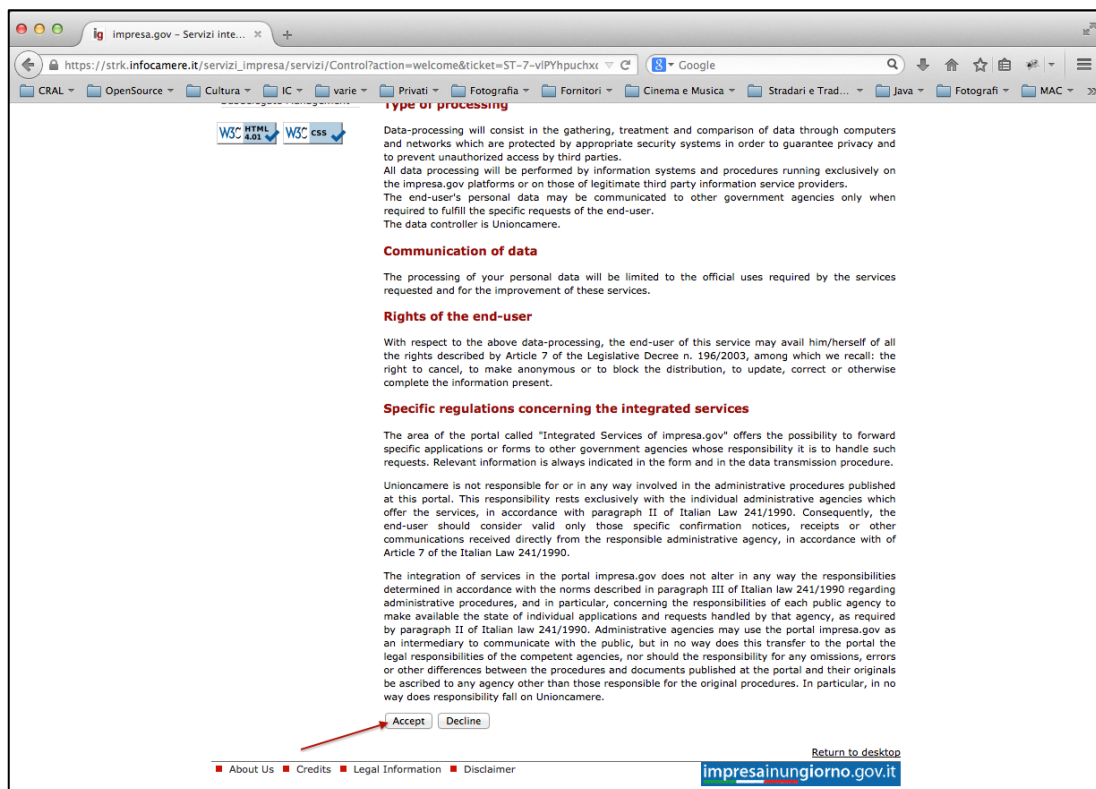 impresa.gov – Servizi inte...
https://strk.infocamere.it/servizi_impresa/servizi/Control?action=welcome&ticket=ST-7-vlPYhpuchx
Google
CRAL
OpenSource
Cultura
IC
varie
Privati
Fotografia
Fornitori
Cinema e Musica
Stradari e Trad...
Java
Fotografi
MAC
W3C HTML 4.01
W3C css
Type of processing
Data-processing will consist in the gathering, treatment and comparison of data through computers
and networks which are protected by appropriate security systems in order to guarantee privacy and
to prevent unauthorized access by third parties.
All data processing will be performed by information systems and procedures running exclusively on
the impresa.gov platforms or on those of legitimate third party information service providers.
The end-user's personal data may be communicated to other government agencies only when
required to fulfill the specific requests of the end-user.
The data controller is Unioncamere.
Communication of data
The processing of your personal data will be limited to the official uses required by the services
requested and for the improvement of these services.
Rights of the end-user
With respect to the above data-processing, the end-user of this service may avail him/herself of all
the rights described by Article 7 of the Legislative Decree n. 196/2003, among which we recall: the
right to cancel, to make anonymous or to block the distribution, to update, correct or otherwise
complete the information present.
Specific regulations concerning the integrated services
The area of the portal called "Integrated Services of impresa.gov" offers the possibility to forward
specific applications or forms to other government agencies whose responsibility it is to handle such
requests. Relevant information is always indicated in the form and in the data transmission procedure.
Unioncamere is not responsible for or in any way involved in the administrative procedures published
at this portal. This responsibility rests exclusively with the individual administrative agencies which
offer the services, in accordance with paragraph II of Italian Law 241/1990. Consequently, the
end-user should consider valid only those specific confirmation notices, receipts or other
communications received directly from the responsible administrative agency, in accordance with of
Article 7 of the Italian Law 241/1990.
The integration of services in the portal impresa.gov does not alter in any way the responsibilities
determined in accordance with the norms described in paragraph III of Italian law 241/1990 regarding
administrative procedures, and in particular, concerning the responsibilities of each public agency to
make available the state of individual applications and requests handled by that agency, as required
by paragraph II of Italian law 241/1990. Administrative agencies may use the portal impresa.gov as
an intermediary to communicate with the public, but in no way does this transfer to the portal the
legal responsibilities of the competent agencies, nor should the responsibility for any omissions, errors
or other differences between the procedures and documents published at the portal and their originals
be ascribed to any agency other than those responsible for the original procedures. In particular, in no
way does responsibility fall on Unioncamere.
Accept
Decline
Return to desktop
About Us
Credits
Legal Information
Disclaimer
impresainungiorno.gov.it